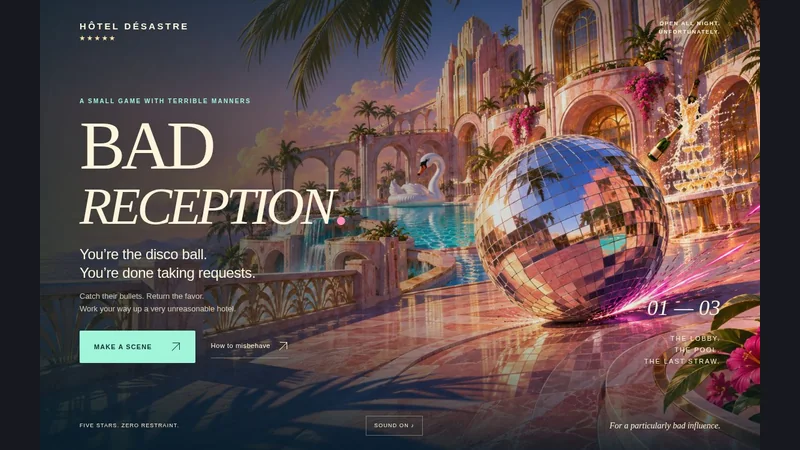 HÔTEL DÉSASTRE
★★★★★
OPEN ALL NIGHT.
UNFORTUNATELY.
A SMALL GAME WITH TERRIBLE MANNERS
BAD
RECEPTION.
You’re the disco ball.
You’re done taking requests.
Catch their bullets. Return the favor.
Work your way up a very unreasonable hotel.
MAKE A SCENE
How to misbehave
01 — 03
THE LOBBY.
THE POOL.
THE LAST STRAW.
FIVE STARS. ZERO RESTRAINT.
SOUND ON ♪
For a particularly bad influence.